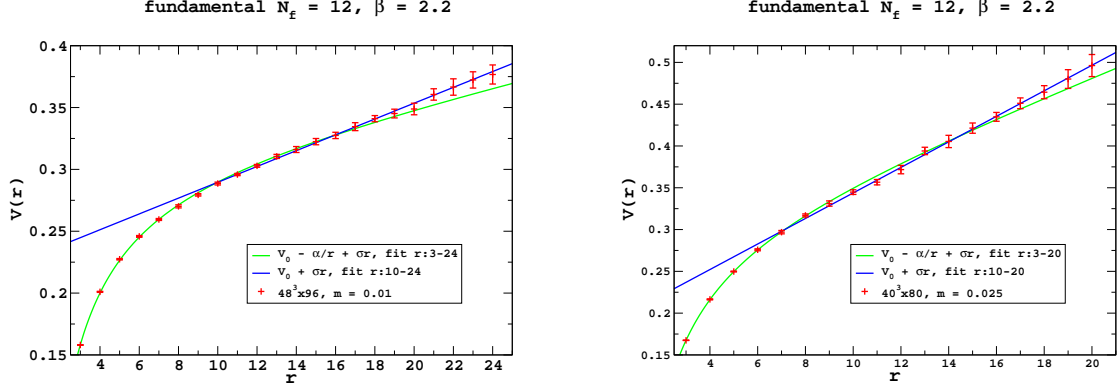 fundamental N_f = 12, β = 2.2
0.4
0.35
0.3
0.25
0.2
0.15
V(r)
V_0 - α/r + σr, fit r:3-24
V_0 + σr, fit r:10-24
48^3x96, m = 0.01
4 6 8 10 12 14 16 18 20 22 24
r
fundamental N_f = 12, β = 2.2
0.5
0.45
0.4
0.35
0.3
0.25
0.2
0.15
V(r)
V_0 - α/r + σr, fit r:3-20
V_0 + σr, fit r:10-20
40^3x80, m = 0.025
4 6 8 10 12 14 16 18 20
r